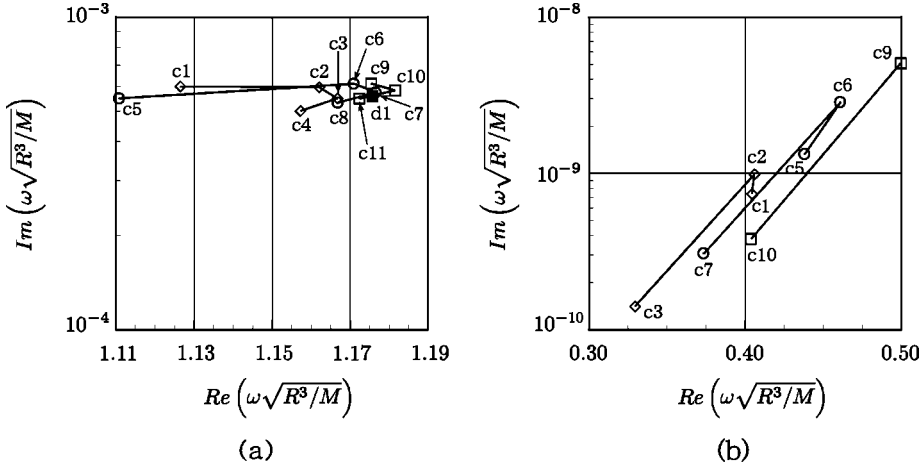 10⁻³
c3
c6
c1
c2
c9
c10
c5
c4
c8
d1
c7
c11
10⁻⁴
1.11
1.13
1.15
1.17
1.19
Im (ω√R³/M)
Re (ω√R³/M)
(a)
10⁻⁸
c9
c6
c2
c5
10⁻⁹
c1
c7
c10
c3
10⁻¹⁰
0.30
0.40
0.50
Im (ω√R³/M)
Re (ω√R³/M)
(b)